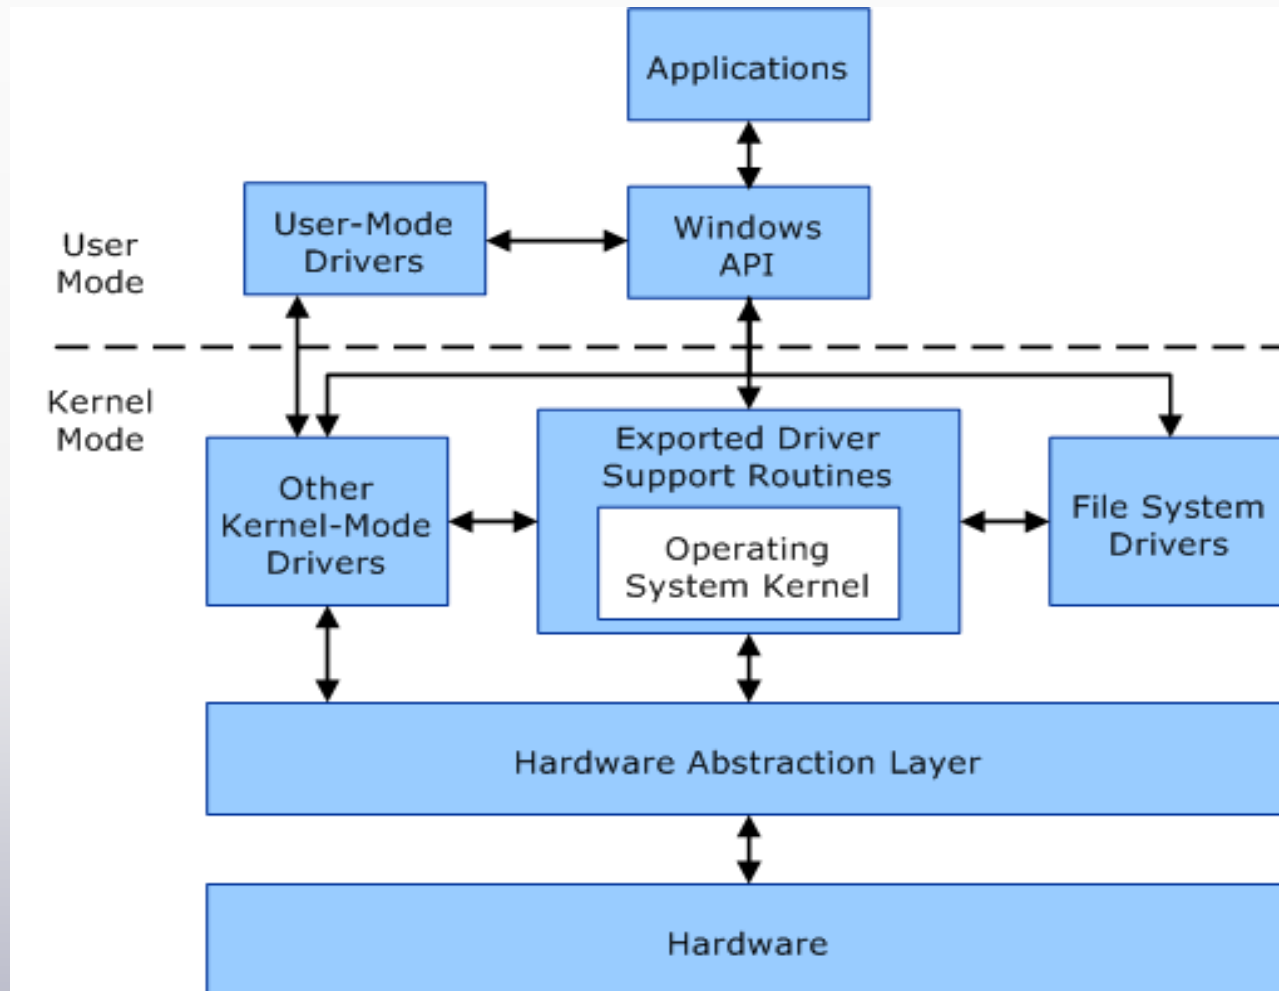 Applications
User-Mode
Drivers
Windows
API
User
Mode
Kernel
Mode
Exported Driver
Support Routines
Other
Kernel-Mode
Drivers
Operating
System Kernel
File System
Drivers
Hardware Abstraction Layer
Hardware